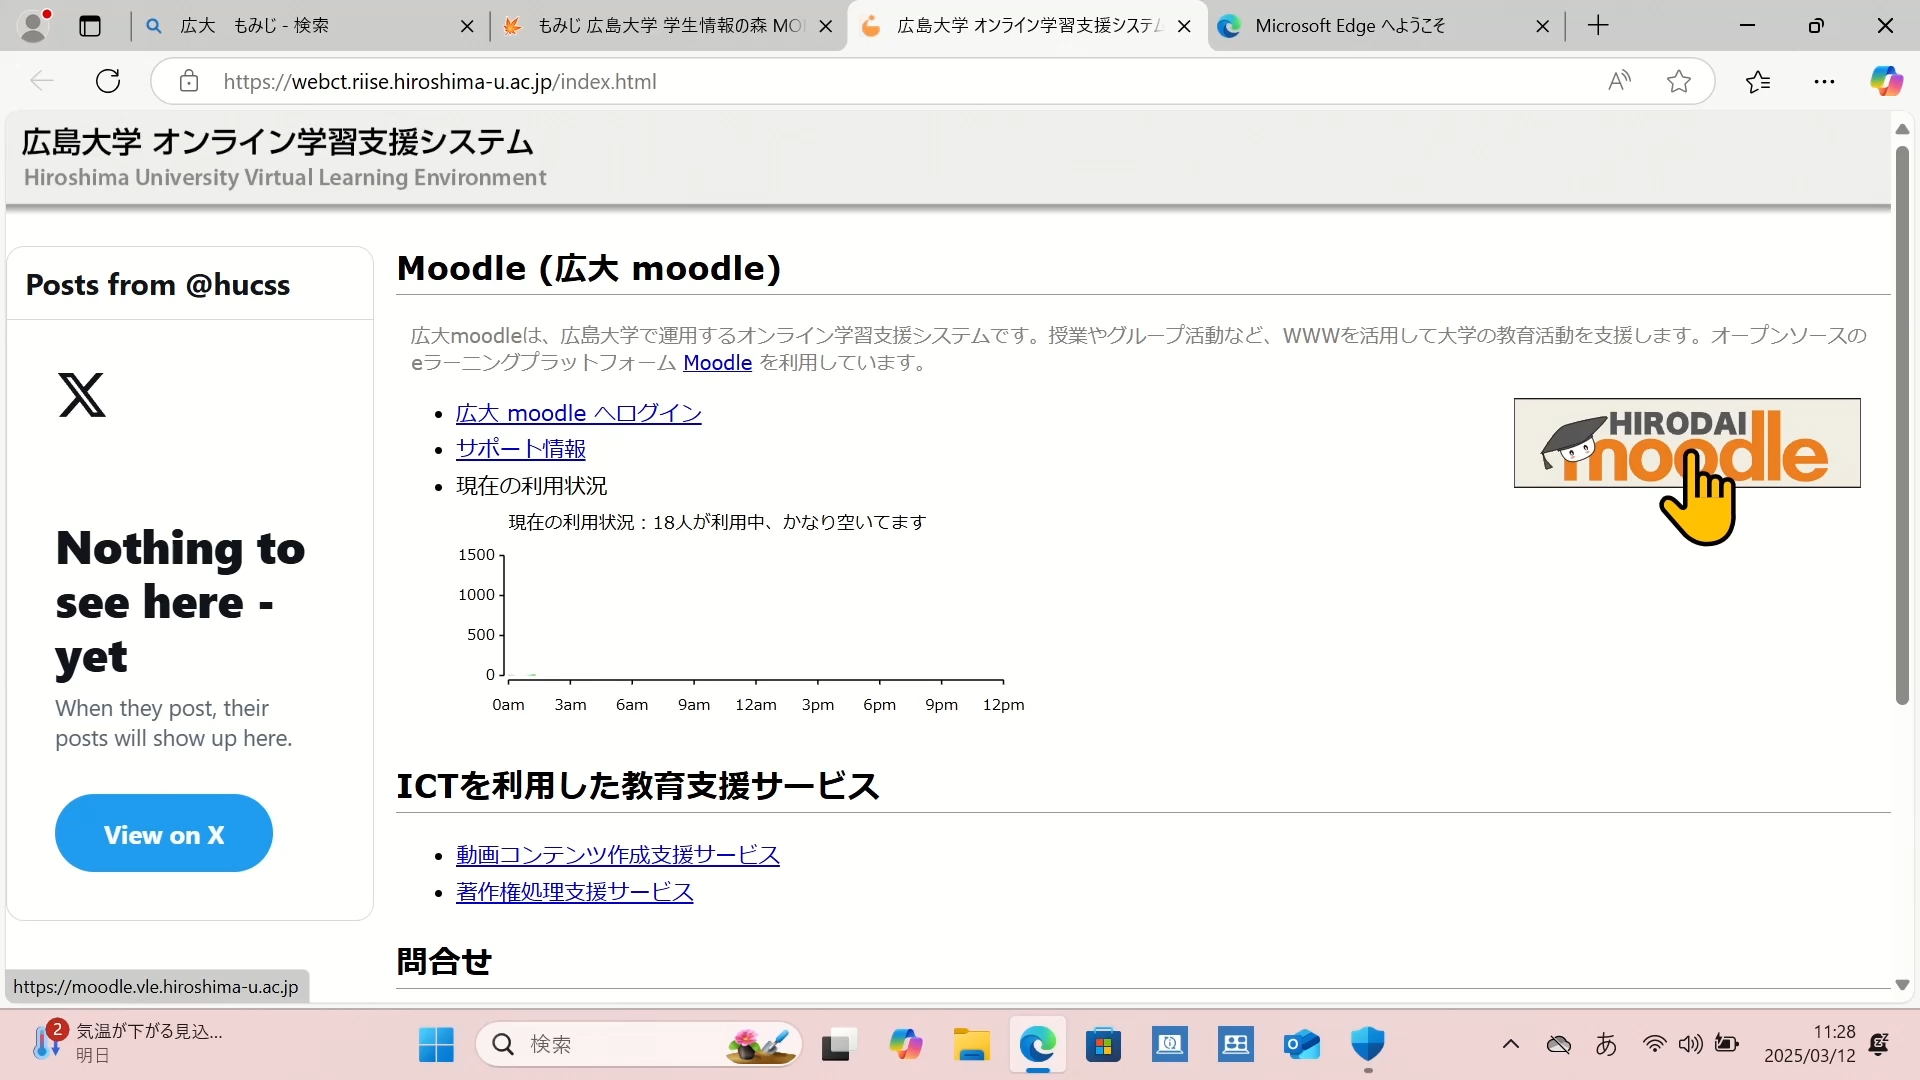 広大　もみじ - 検索
もみじ 広島大学 学生情報の森 MO
広島大学 オンライン学習支援システム
Microsoft Edge へようこそ
https://webct.riise.hiroshima-u.ac.jp/index.html
広島大学 オンライン学習支援システム
Hiroshima University Virtual Learning Environment
Posts from @hucss
Nothing to
see here -
yet
When they post, their
posts will show up here.
View on X
Moodle (広大 moodle)
広大moodleは、広島大学で運用するオンライン学習支援システムです。授業やグループ活動など、WWWを活用して大学の教育活動を支援します。オープンソースの
eラーニングプラットフォーム Moodle を利用しています。
広大 moodle へログイン
サポート情報
現在の利用状況
HIRODAI
moodle
現在の利用状況：18人が利用中、かなり空いてます
1500
1000
500
0
0am 3am 6am 9am 12am 3pm 6pm 9pm 12pm
ICTを利用した教育支援サービス
動画コンテンツ作成支援サービス
著作権処理支援サービス
問合せ
https://moodle.vle.hiroshima-u.ac.jp
2
気温が下がる見込...
明日
検索
あ
11:28
2025/03/12